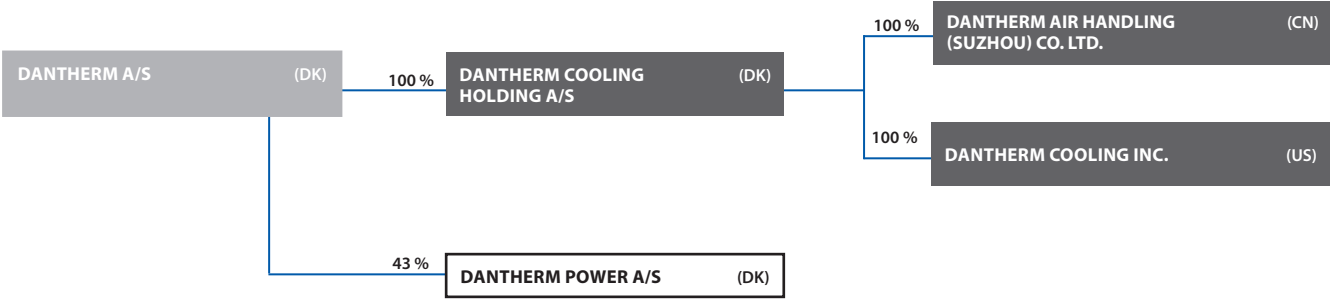 DANTHERM A/S (DK)
100 %
DANTHERM COOLING (DK)
HOLDING A/S
100 %
DANTHERM AIR HANDLING (CN)
(SUZHOU) CO. LTD.
100 %
DANTHERM COOLING INC. (US)
43 %
DANTHERM POWER A/S (DK)